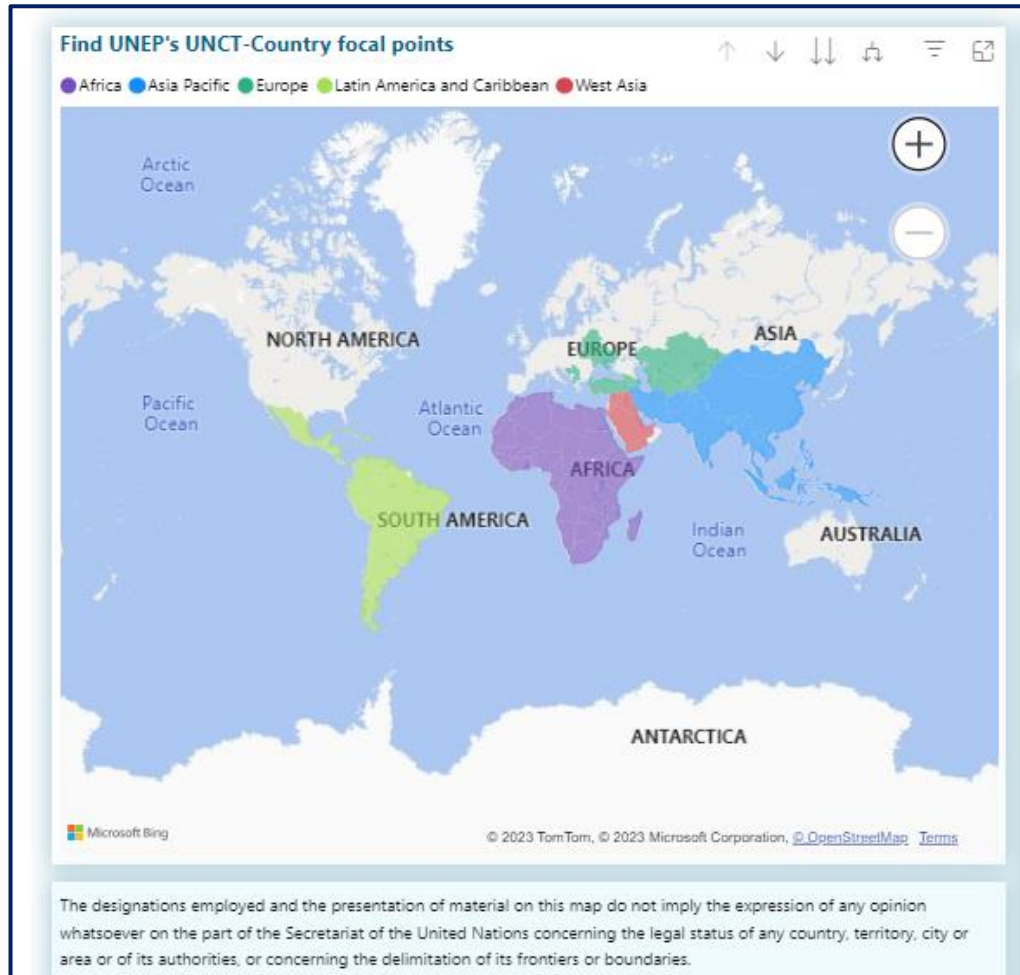 Find UNEP's UNCT-Country focal points
Africa Asia Pacific Europe Latin America and Caribbean West Asia
Arctic
Ocean
NORTH AMERICA
EUROPE
ASIA
Pacific
Ocean
Atlantic
Ocean
AFRICA
SOUTH AMERICA
Indian
Ocean
AUSTRALIA
ANTARCTICA
Microsoft Bing
© 2023 TomTom, © 2023 Microsoft Corporation, © OpenStreetMap Terms
The designations employed and the presentation of material on this map do not imply the expression of any opinion
whatsoever on the part of the Secretariat of the United Nations concerning the legal status of any country, territory, city or
area or of its authorities, or concerning the delimitation of its frontiers or boundaries.